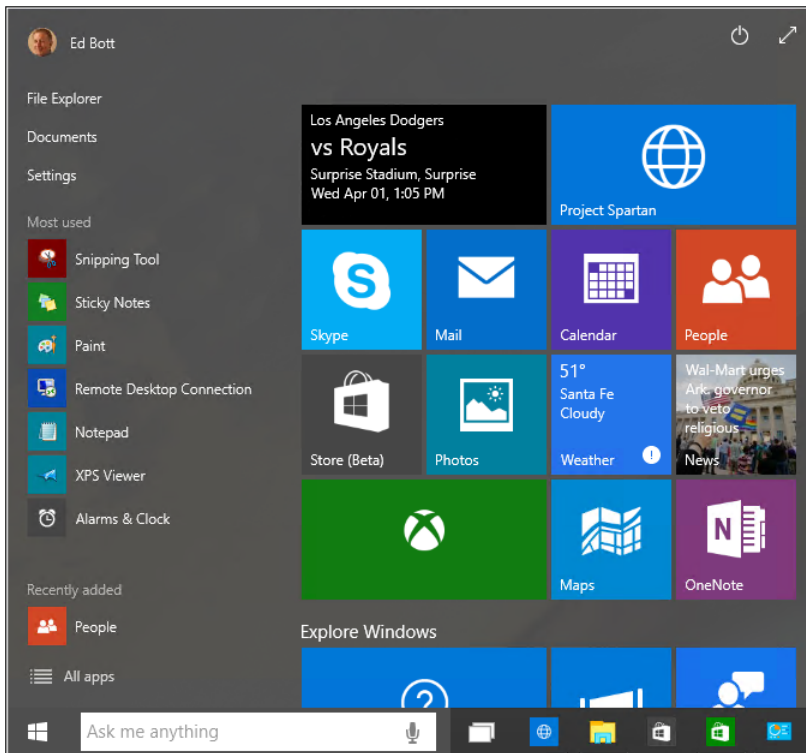 Ed Bott
File Explorer
Documents
Settings
Most used
Snipping Tool
Sticky Notes
Paint
Remote Desktop Connection
Notepad
XPS Viewer
Alarms & Clock
Recently added
People
All apps
Los Angeles Dodgers
vs Royals
Surprise Stadium, Surprise
Wed Apr 01, 1:05 PM
Project Spartan
Skype
Mail
Calendar
People
Store (Beta)
Photos
51°
Santa Fe
Cloudy
Weather
Wal-Mart urges
Ark. governor
to veto
religious
News
Maps
OneNote
Explore Windows
Ask me anything